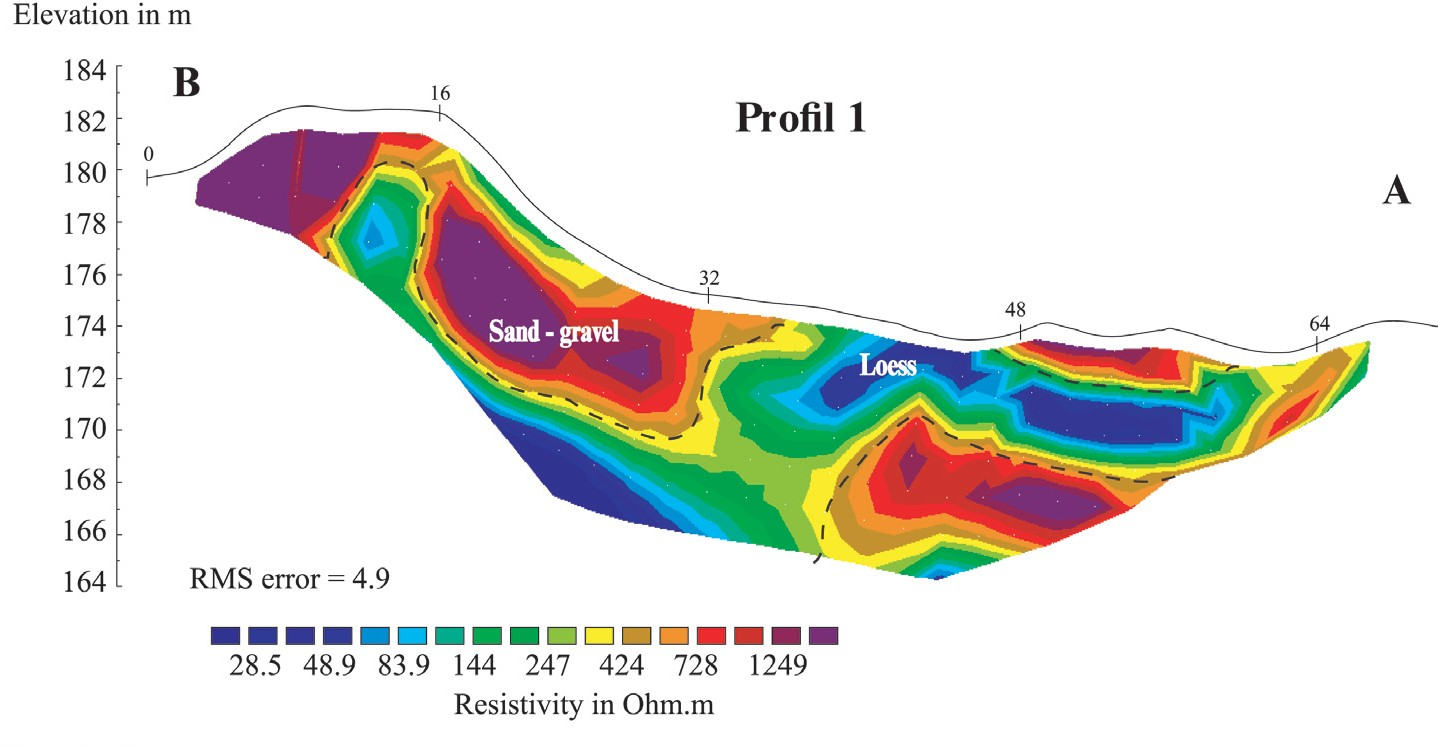 Elevation in m
184
B
16
Profil 1
182
0
180
A
178
176
32
48
64
174
Sand - gravel
Loess
172
170
168
166
164
RMS error = 4.9
28.5 48.9 83.9 144 247 424 728 1249
Resistivity in Ohm.m